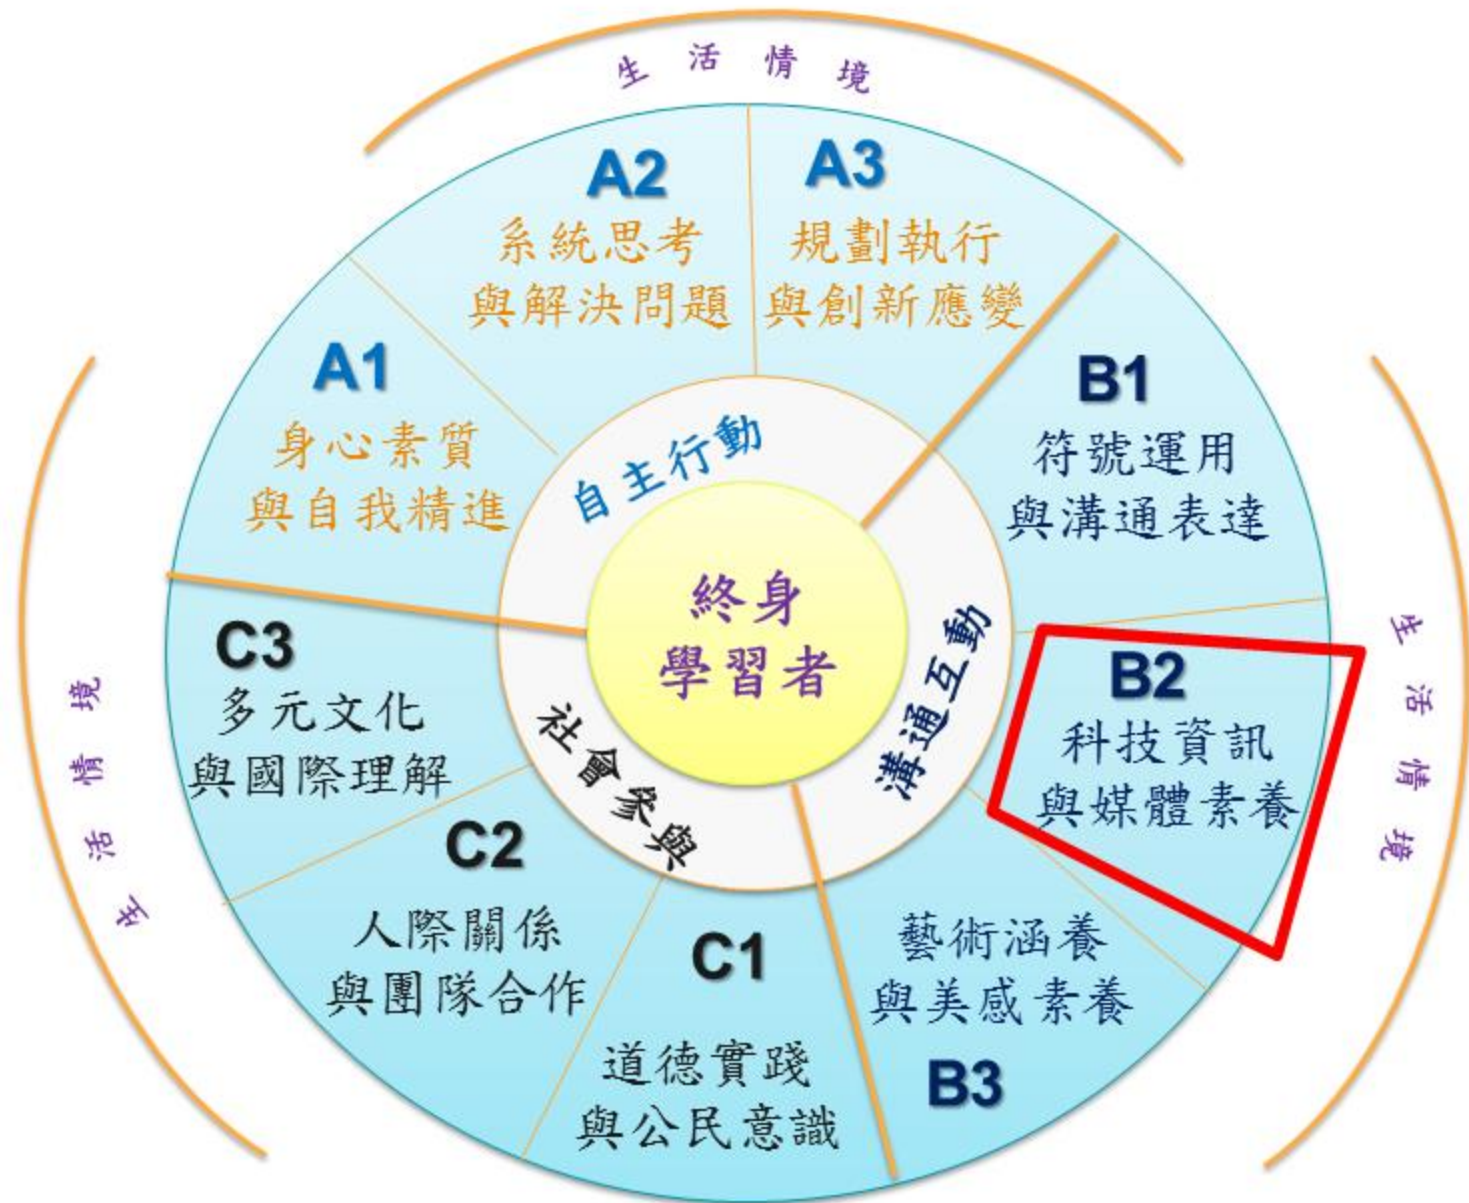 生活情境
A2
系統思考
與解決問題
A3
規劃執行
與創新應變
A1
身心素質
與自我精進
B1
符號運用
與溝通表達
自主行動
終身
學習者
溝通互動
社會參與
生活情境
生活情境
C3
多元文化
與國際理解
B2
科技資訊
與媒體素養
C2
人際關係
與團隊合作
C1
道德實踐
與公民意識
藝術涵養
與美感素養
B3